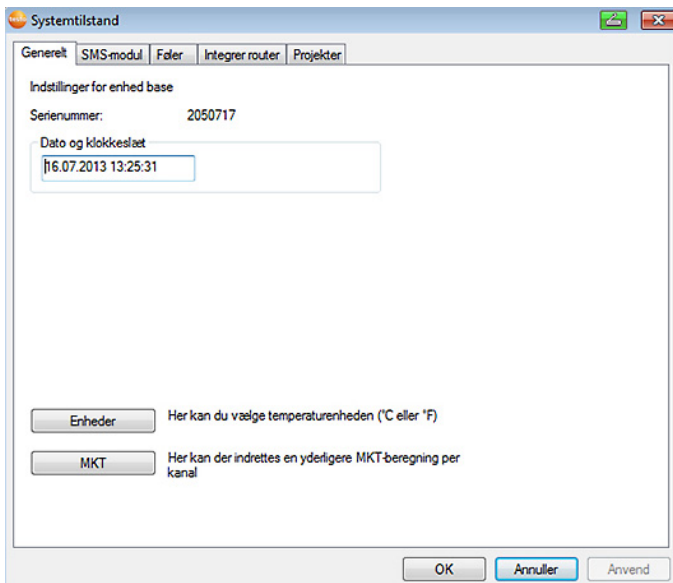 Systemtilstand
Generelt SMS-modul Føler Integrer router Projekter
Indstillinger for enhed base
Serienummer: 2050717
Dato og klokkeslæt
16.07.2013 13:25:31
Enheder Her kan du vælge temperaturenheden (°C eller °F)
MKT Her kan der indrettes en yderligere MKT-beregning per
kanal
OK Annuller Anvend